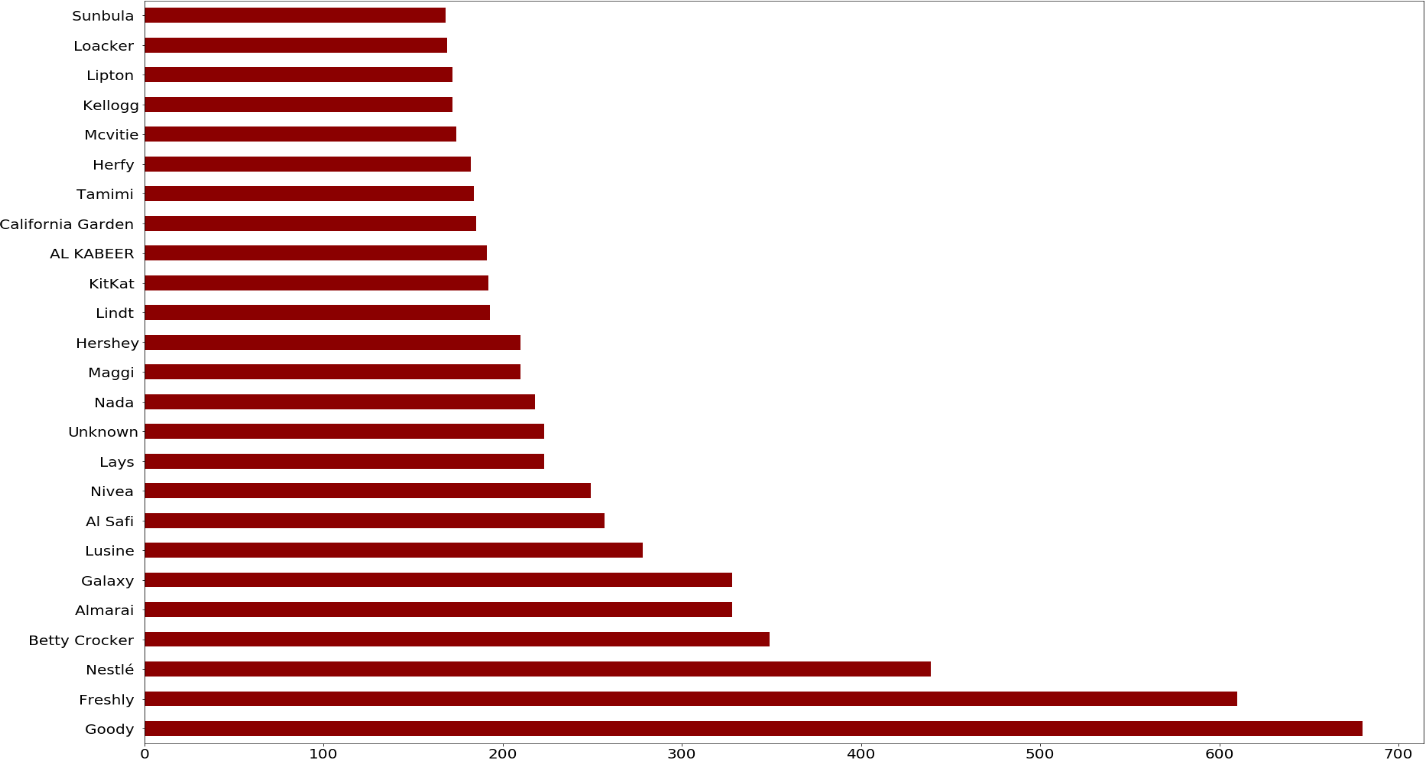 Sunbula
Loacker
Lipton
Kellogg
Mcvitie
Herfy
Tamimi
California Garden
AL KABEER
KitKat
Lindt
Hershey
Maggi
Nada
Unknown
Lays
Nivea
Al Safi
Lusine
Galaxy
Almarai
Betty Crocker
Nestlé
Freshly
Goody
0 100 200 300 400 500 600 700